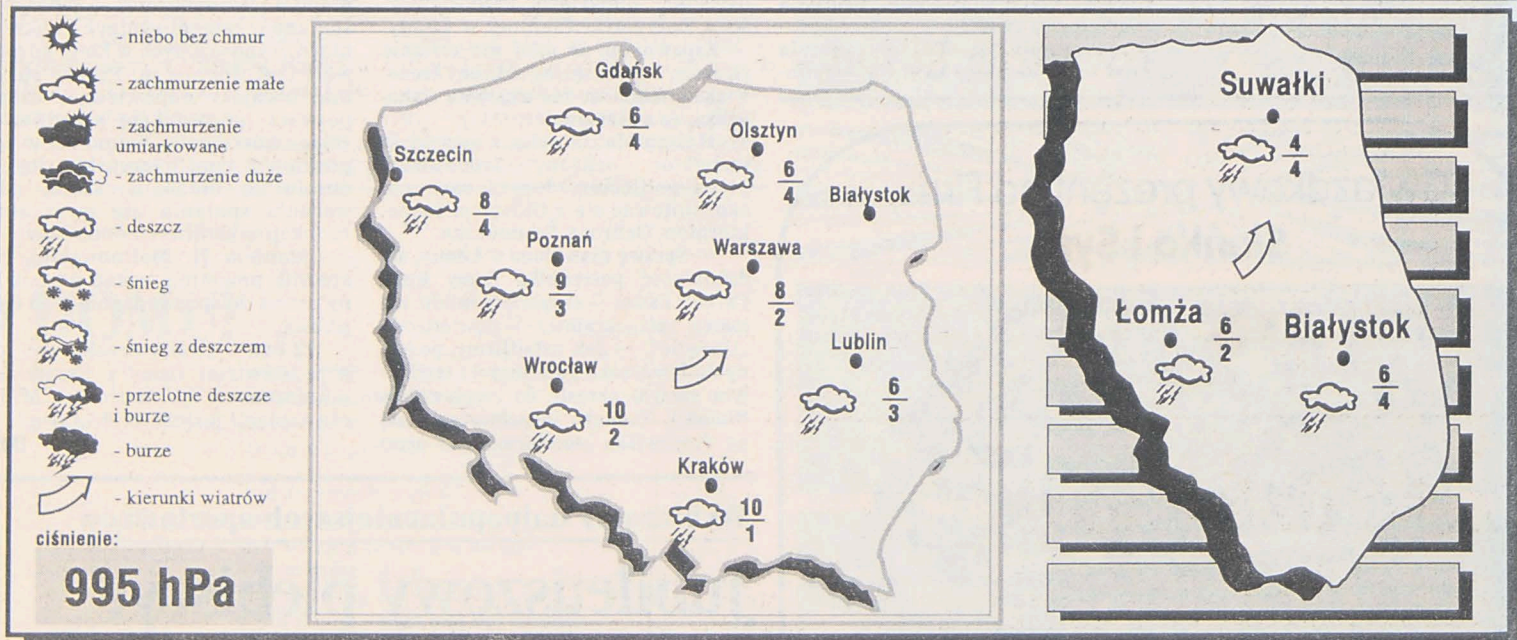 - niebo bez chmur
- zachmurzenie małe
- zachmurzenie
umiarkowane
- zachmurzenie duże
- deszcz
- śnieg
- śnieg z deszczem
- przelotne deszcze
i burze
- burze
- kierunki wiatrów
ciśnienie:
995 hPa
Gdańsk
6
4
Szczecin
8
4
Olsztyn
6
4
Białystok
Poznań
9
3
Warszawa
8
2
Wrocław
10
2
Lublin
6
3
Kraków
10
1
Suwałki
4
4
Łomża
6
2
Białystok
6
4